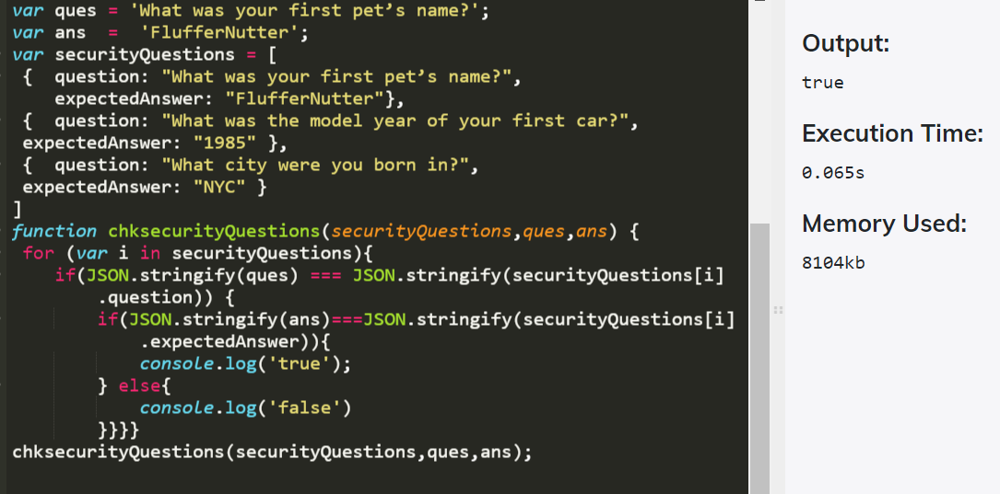 var ques = 'What was your first pet’s name?';
var ans  =  'FlufferNutter';
var securityQuestions = [
 {  question: "What was your first pet’s name?",
    expectedAnswer: "FlufferNutter"},
 {  question: "What was the model year of your first car?",
 expectedAnswer: "1985" },
 {  question: "What city were you born in?",
 expectedAnswer: "NYC" }
]
function chksecurityQuestions(securityQuestions,ques,ans) {
 for (var i in securityQuestions){
    if(JSON.stringify(ques) === JSON.stringify(securityQuestions[i]
        .question)) {
        if(JSON.stringify(ans)===JSON.stringify(securityQuestions[i]
            .expectedAnswer)){
            console.log('true');
        } else{
            console.log('false')
        }}}}
chksecurityQuestions(securityQuestions,ques,ans);
Output:
true
Execution Time:
0.065s
Memory Used:
8104kb